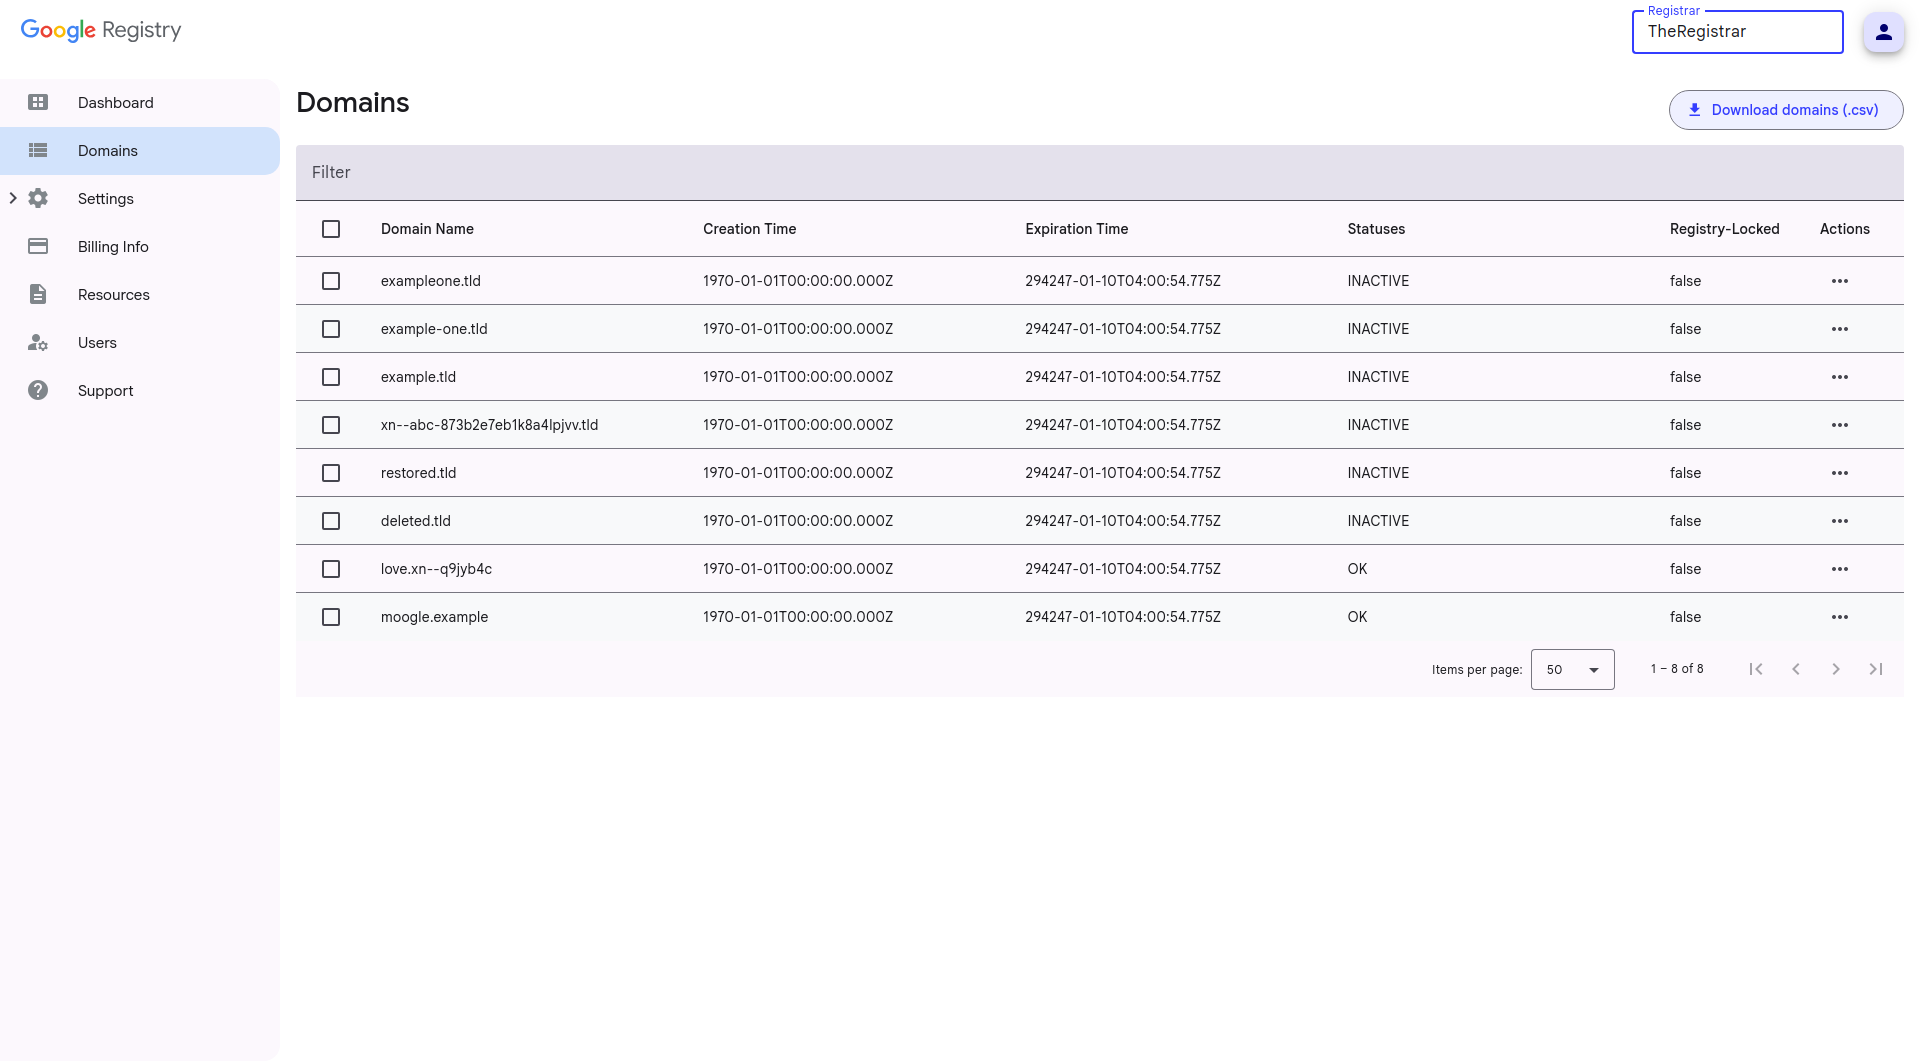 Google Registry
Registrar
TheRegistrar
Dashboard
Domains
Settings
Billing Info
Resources
Users
Support
Domains
Download domains (.csv)
Filter
Domain Name Creation Time Expiration Time Statuses Registry-Locked Actions
exampleone.tld 1970-01-01T00:00:00.000Z 294247-01-10T04:00:54.775Z INACTIVE false
example-one.tld 1970-01-01T00:00:00.000Z 294247-01-10T04:00:54.775Z INACTIVE false
example.tld 1970-01-01T00:00:00.000Z 294247-01-10T04:00:54.775Z INACTIVE false
xn--abc-873b2e7eb1k8a4lpjvv.tld 1970-01-01T00:00:00.000Z 294247-01-10T04:00:54.775Z INACTIVE false
restored.tld 1970-01-01T00:00:00.000Z 294247-01-10T04:00:54.775Z INACTIVE false
deleted.tld 1970-01-01T00:00:00.000Z 294247-01-10T04:00:54.775Z INACTIVE false
love.xn--q9jyb4c 1970-01-01T00:00:00.000Z 294247-01-10T04:00:54.775Z OK false
moogle.example 1970-01-01T00:00:00.000Z 294247-01-10T04:00:54.775Z OK false
Items per page: 50 1 – 8 of 8